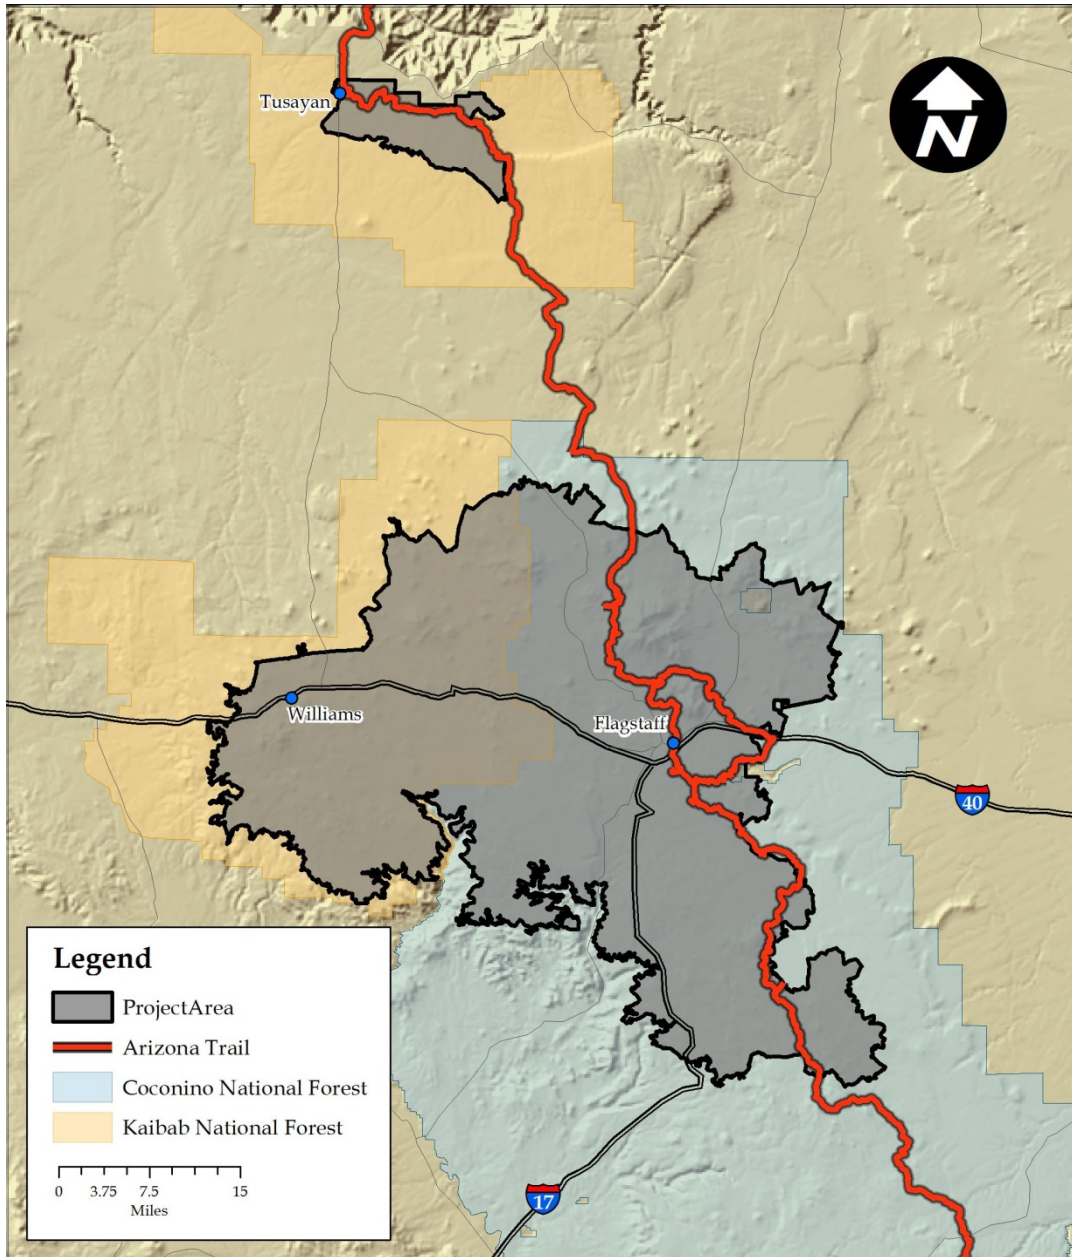 Tusayan
N
Williams
Flagstaff
40
17
Legend
ProjectArea
Arizona Trail
Coconino National Forest
Kaibab National Forest
0 3.75 7.5 15
Miles